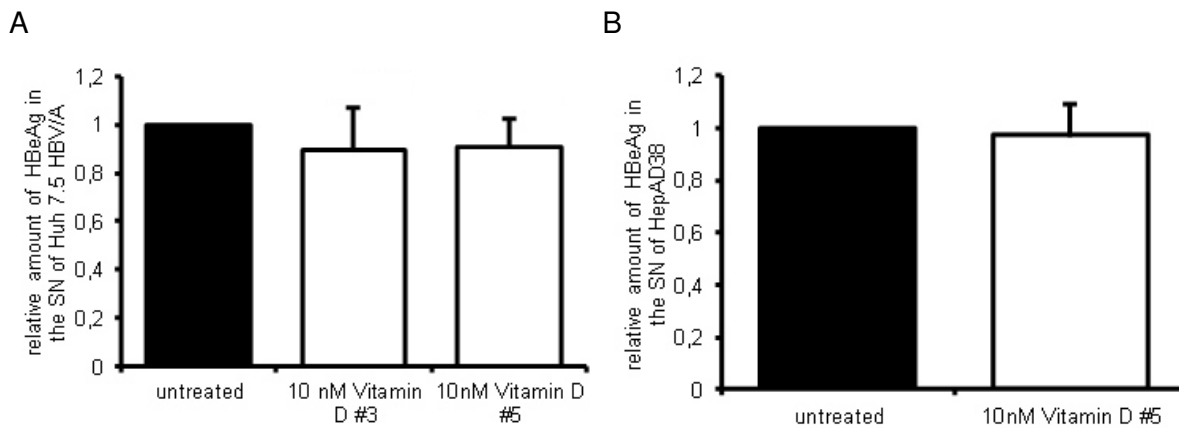 A
relative amount of HBeAg in
the SN of Huh 7.5 HBV/A
1,2
1
0,8
0,6
0,4
0,2
0
untreated
10 nM Vitamin
D #3
10nM Vitamin D
#5
B
relative amount of HBeAg in
the SN of HepAD38
1,2
1
0,8
0,6
0,4
0,2
0
untreated
10nM Vitamin D #5